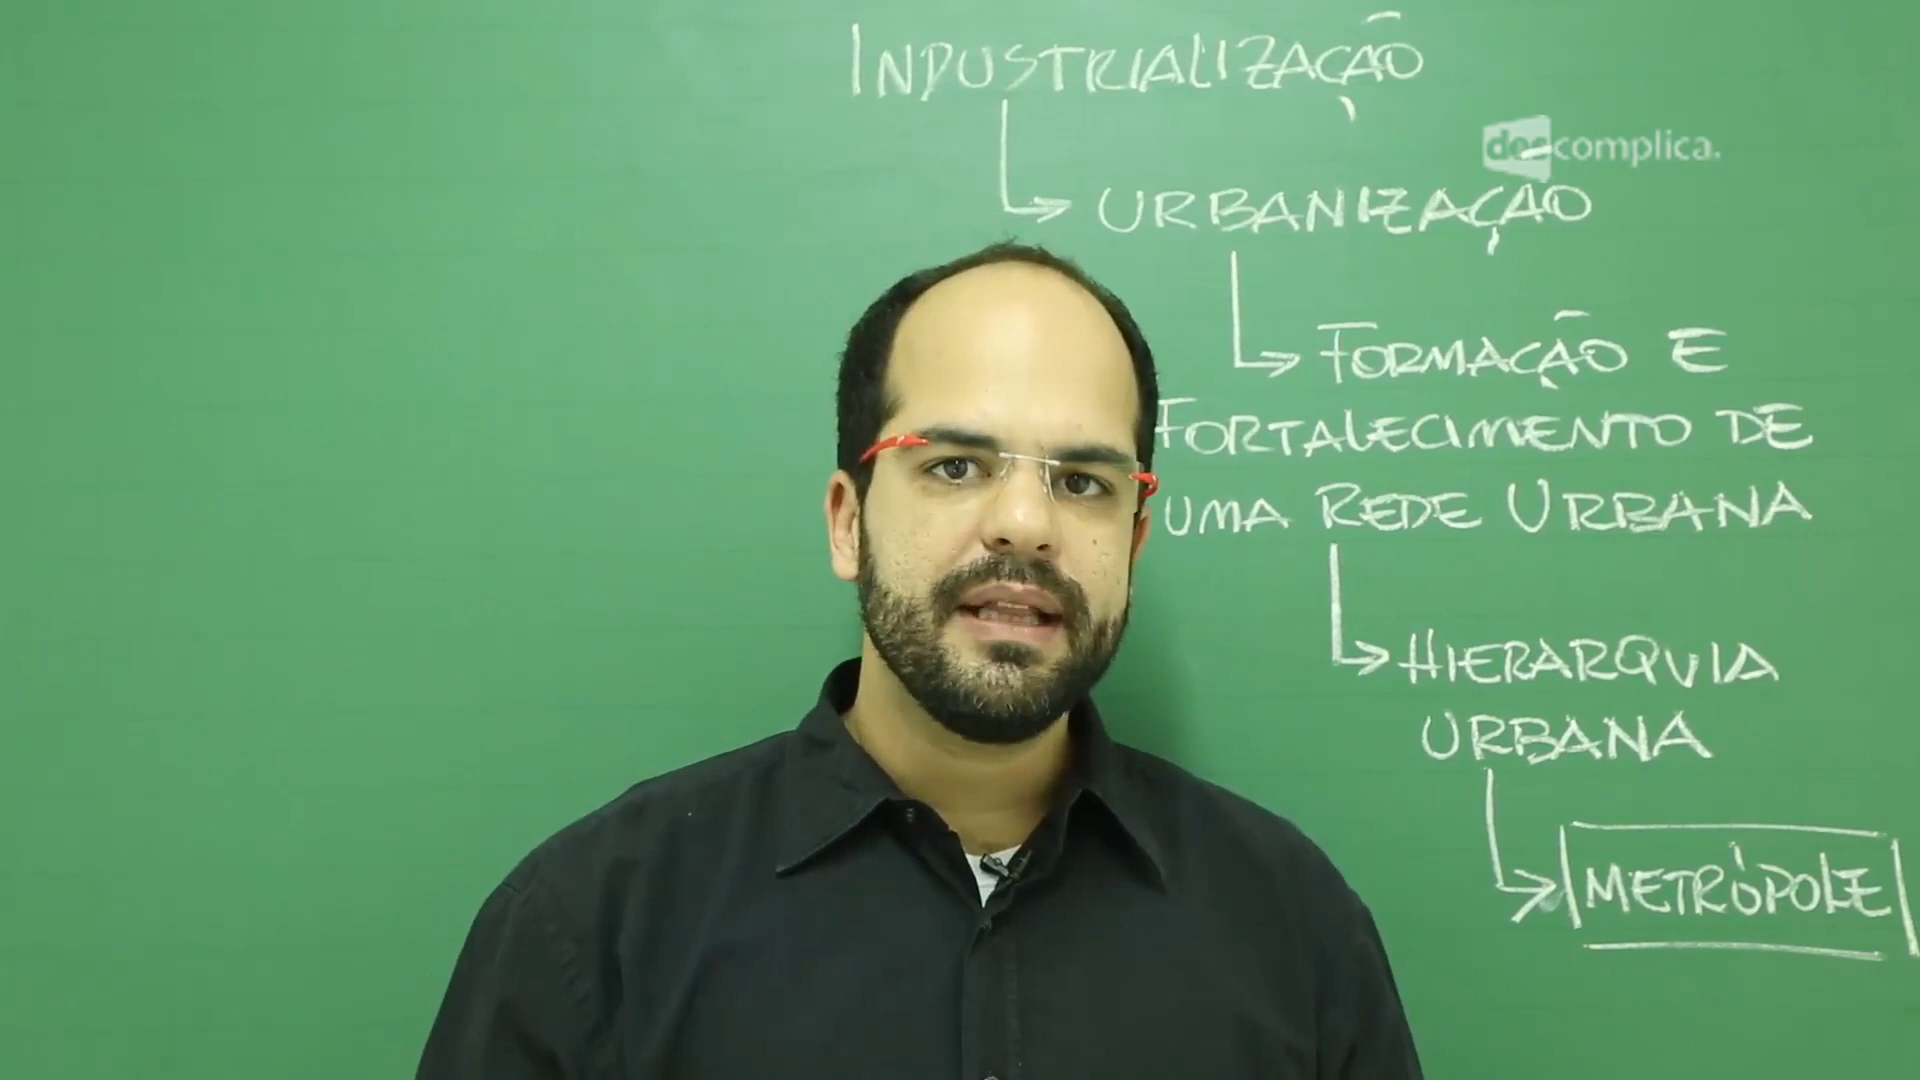 INDUSTRIALIZAÇÃO
descomplica.
URBANIZAÇÃO
FORMAÇÃO E
FORTALECIMENTO DE
UMA REDE URBANA
HIERARQUIA
URBANA
METRÓPOLE